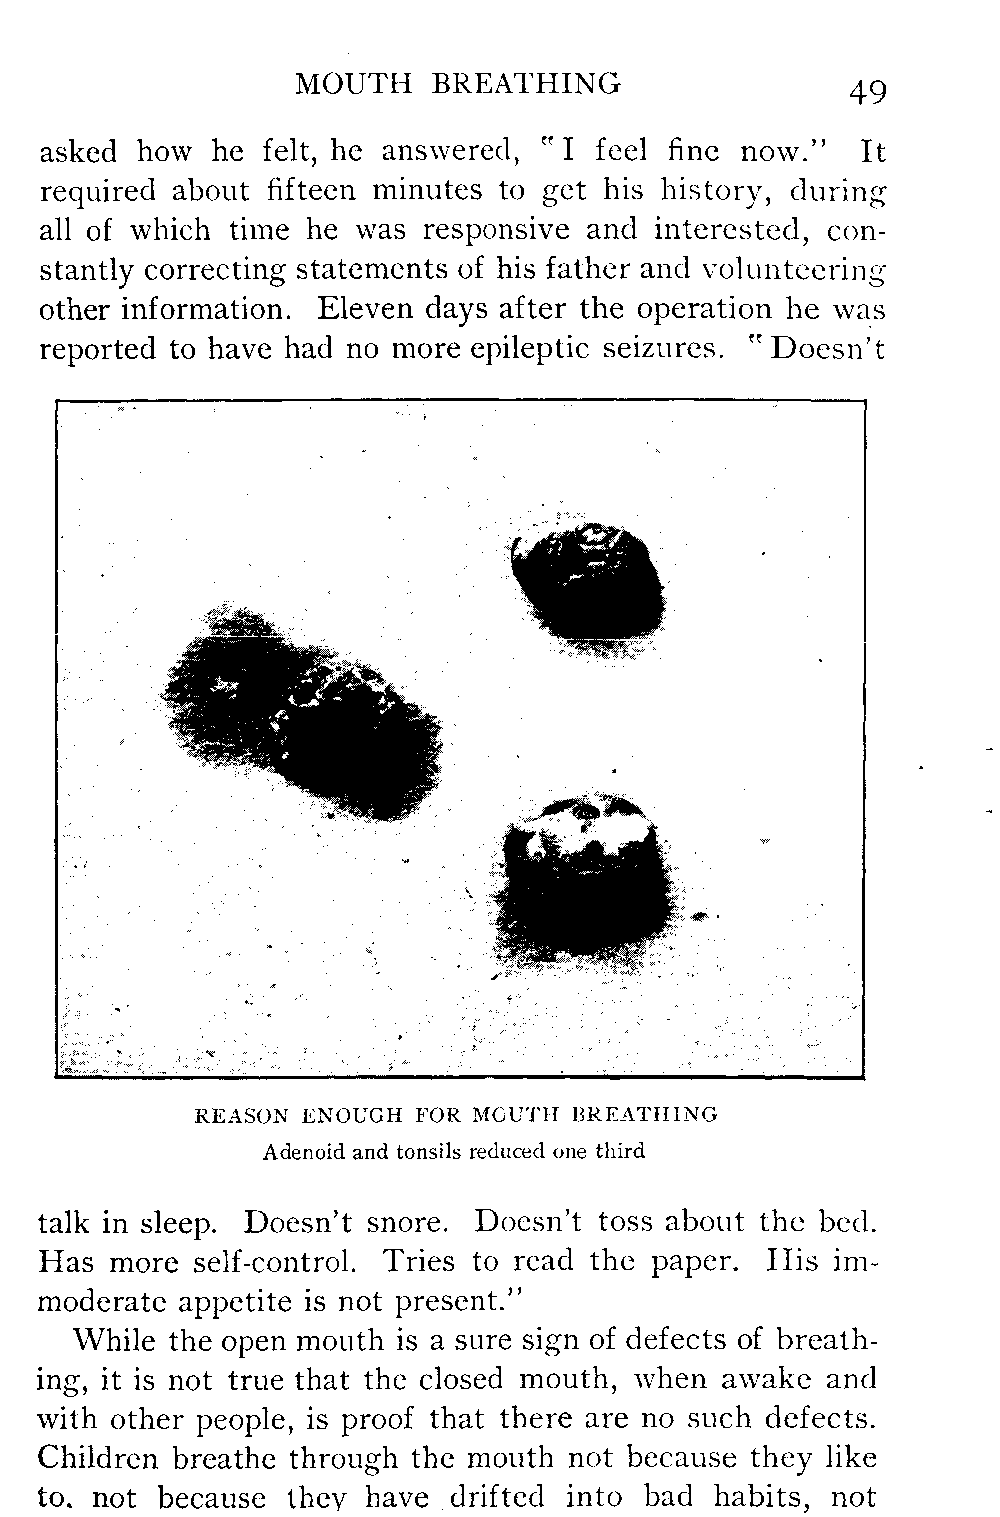 MOUTH BREATHING 49
asked how he felt, he answered, "I feel fine now." It
required about fifteen minutes to get his history, during
all of which time he was responsive and interested, con-
stantly correcting statements of his father and volunteering
other information. Eleven days after the operation he was
reported to have had no more epileptic seizures. "Doesn't
REASON ENOUGH FOR MOUTH BREATHING
Adenoid and tonsils reduced one third
talk in sleep. Doesn't snore. Doesn't toss about the bed.
Has more self-control. Tries to read the paper. His im-
moderate appetite is not present."
While the open mouth is a sure sign of defects of breath-
ing, it is not true that the closed mouth, when awake and
with other people, is proof that there are no such defects.
Children breathe through the mouth not because they like
to, not because they have drifted into bad habits, not